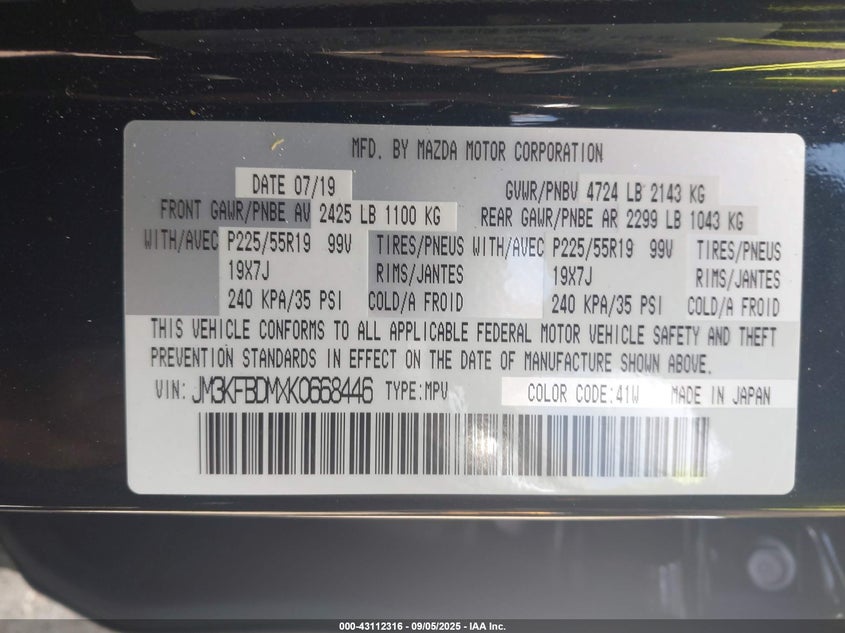 MFD. BY MAZDA MOTOR CORPORATION
DATE 07/19
GVWR/PNBV 4724 LB 2143 KG
FRONT GAWR/PNBE AV 2425 LB 1100 KG
REAR GAWR/PNBE AR 2299 LB 1043 KG
WITH/AVEC P225/55R19 99V TIRES/PNEUS WITH/AVEC P225/55R19 99V TIRES/PNEUS
19X7J RIMS/JANTES 19X7J RIMS/JANTES
240 KPA/35 PSI COLD/A FROID 240 KPA/35 PSI COLD/A FROID
THIS VEHICLE CONFORMS TO ALL APPLICABLE FEDERAL MOTOR VEHICLE SAFETY AND THEFT
PREVENTION STANDARDS IN EFFECT ON THE DATE OF MANUFACTURE SHOWN ABOVE.
VIN: JM3KFBDMXK0668446 TYPE:MPV COLOR CODE:41W MADE IN JAPAN
000-43112316 - 09/05/2025 - IAA Inc.